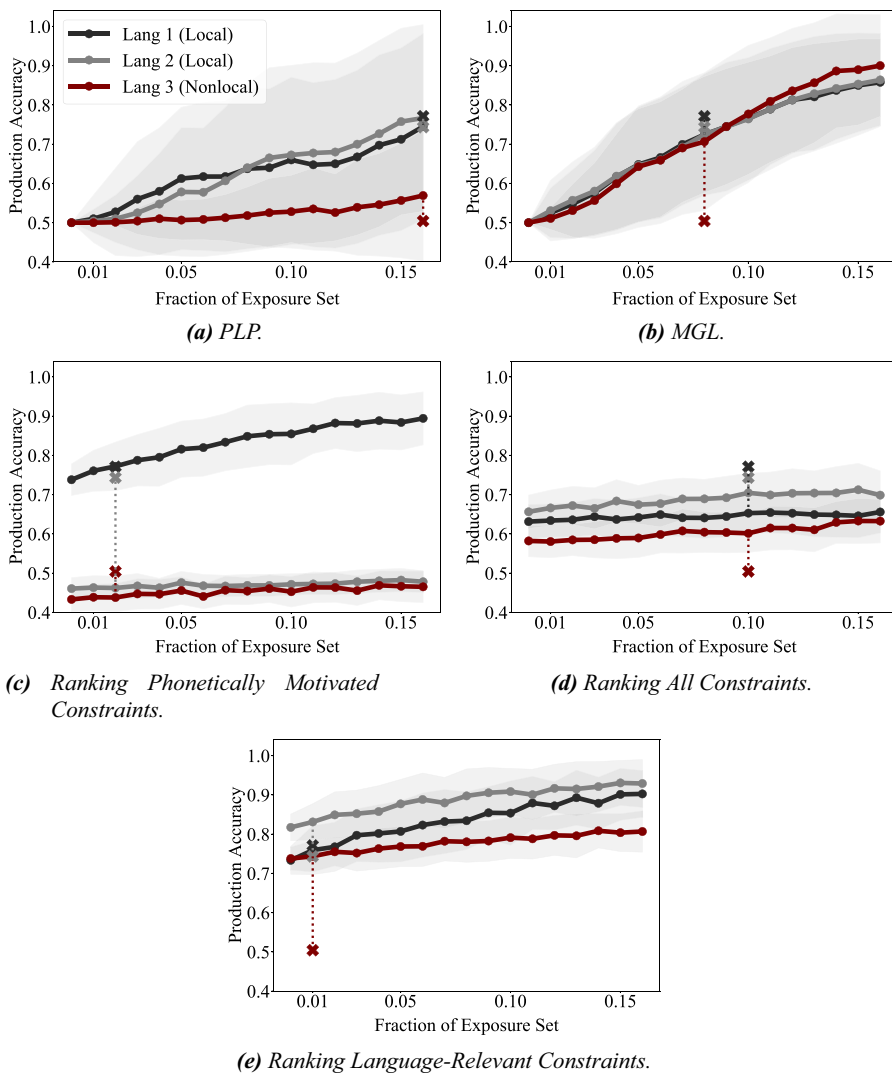 1.0
0.9
0.8
0.7
0.6
0.5
0.4
Production Accuracy
Lang 1 (Local)
Lang 2 (Local)
Lang 3 (Nonlocal)
0.01 0.05 0.10 0.15
Fraction of Exposure Set
(a) PLP.
1.0
0.9
0.8
0.7
0.6
0.5
0.4
Production Accuracy
0.01 0.05 0.10 0.15
Fraction of Exposure Set
(b) MGL.
1.0
0.9
0.8
0.7
0.6
0.5
0.4
Production Accuracy
0.01 0.05 0.10 0.15
Fraction of Exposure Set
(c) Ranking Phonetically Motivated
Constraints.
1.0
0.9
0.8
0.7
0.6
0.5
0.4
Production Accuracy
0.01 0.05 0.10 0.15
Fraction of Exposure Set
(d) Ranking All Constraints.
1.0
0.9
0.8
0.7
0.6
0.5
0.4
Production Accuracy
0.01 0.05 0.10 0.15
Fraction of Exposure Set
(e) Ranking Language-Relevant Constraints.